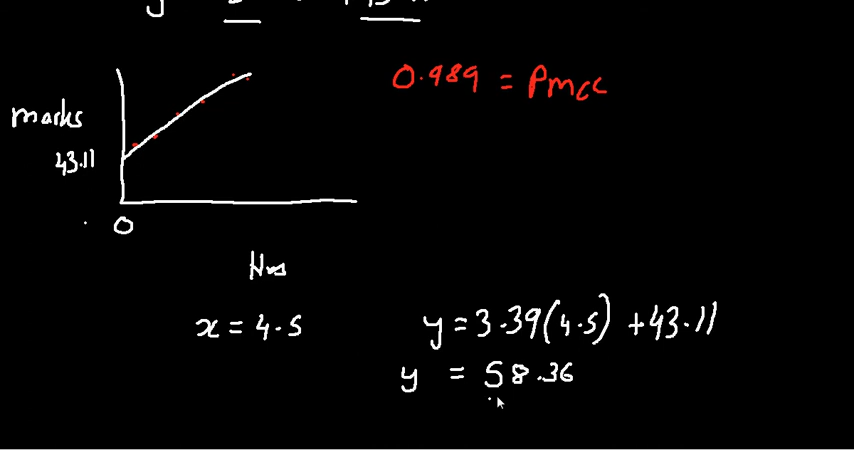 0.989 = PMCC
marks
43.11
0
Hrs
x = 4.5
y = 3.39(4.5) + 43.11
y = 58.36